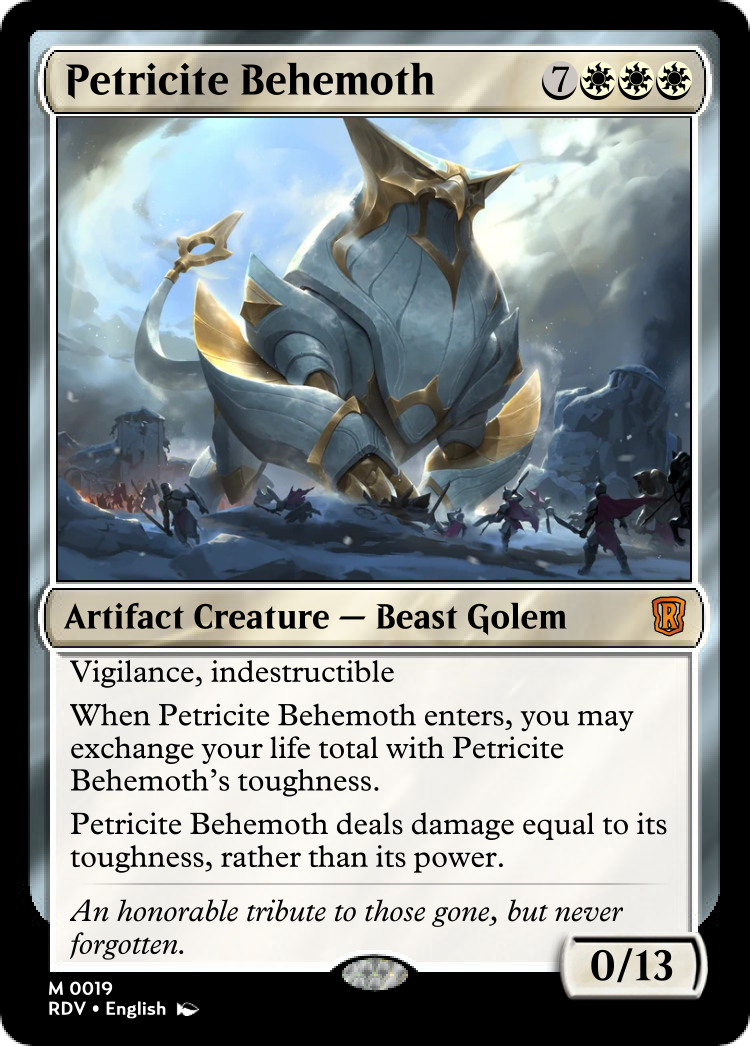 Petricite Behemoth 7
Artifact Creature — Beast Golem R
Vigilance, indestructible
When Petricite Behemoth enters, you may
exchange your life total with Petricite
Behemoth's toughness.
Petricite Behemoth deals damage equal to its
toughness, rather than its power.
An honorable tribute to those gone, but never
forgotten.
0/13
M 0019
RDV • English